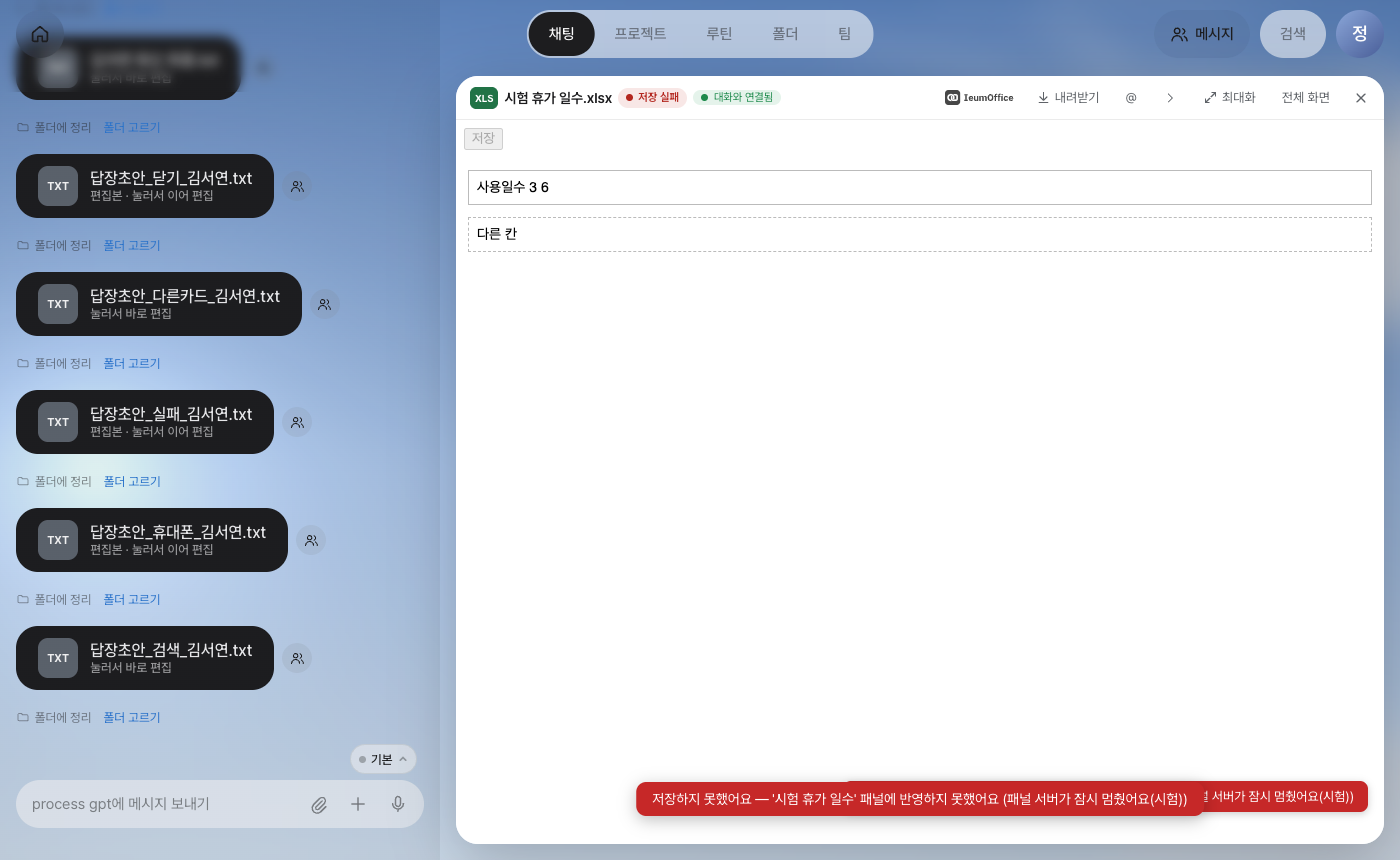 채팅
프로젝트
루틴
폴더
팀
메시지
검색
정
폴더에 정리 폴더 고르기
TXT
답장초안_닫기_김서연.txt
편집본 · 눌러서 이어 편집
폴더에 정리 폴더 고르기
TXT
답장초안_다른카드_김서연.txt
눌러서 바로 편집
폴더에 정리 폴더 고르기
TXT
답장초안_실패_김서연.txt
편집본 · 눌러서 이어 편집
폴더에 정리 폴더 고르기
TXT
답장초안_휴대폰_김서연.txt
편집본 · 눌러서 이어 편집
폴더에 정리 폴더 고르기
TXT
답장초안_검색_김서연.txt
눌러서 바로 편집
폴더에 정리 폴더 고르기
기본
process gpt에 메시지 보내기
XLS 시험 휴가 일수.xlsx 저장 실패 대화와 연결됨
IeumOffice 내려받기 @ 최대화 전체 화면
저장
사용일수 3 6
다른 칸
저장하지 못했어요 — '시험 휴가 일수' 패널에 반영하지 못했어요 (패널 서버가 잠시 멈췄어요(시험))
서버가 잠시 멈췄어요(시험))